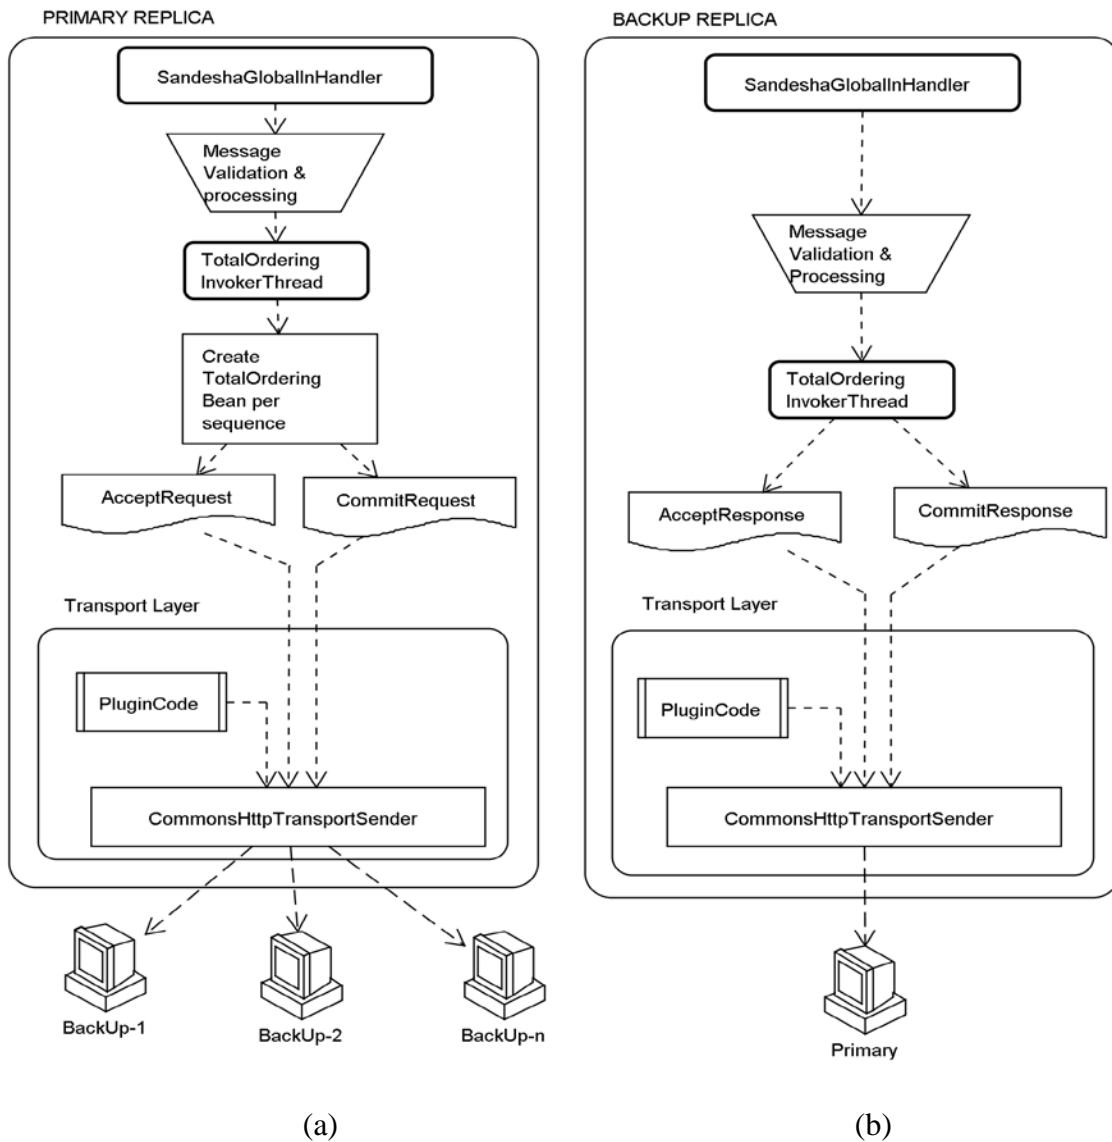 PRIMARY REPLICA
SandeshaGlobalInHandler
Message
Validation &
processing
TotalOrdering
InvokerThread
Create
TotalOrdering
Bean per
sequence
AcceptRequest
CommitRequest
Transport Layer
PluginCode
CommonsHttpTransportSender
BackUp-1
BackUp-2
BackUp-n
(a)
BACKUP REPLICA
SandeshaGlobalInHandler
Message
Validation &
Processing
TotalOrdering
InvokerThread
AcceptResponse
CommitResponse
Transport Layer
PluginCode
CommonsHttpTransportSender
Primary
(b)